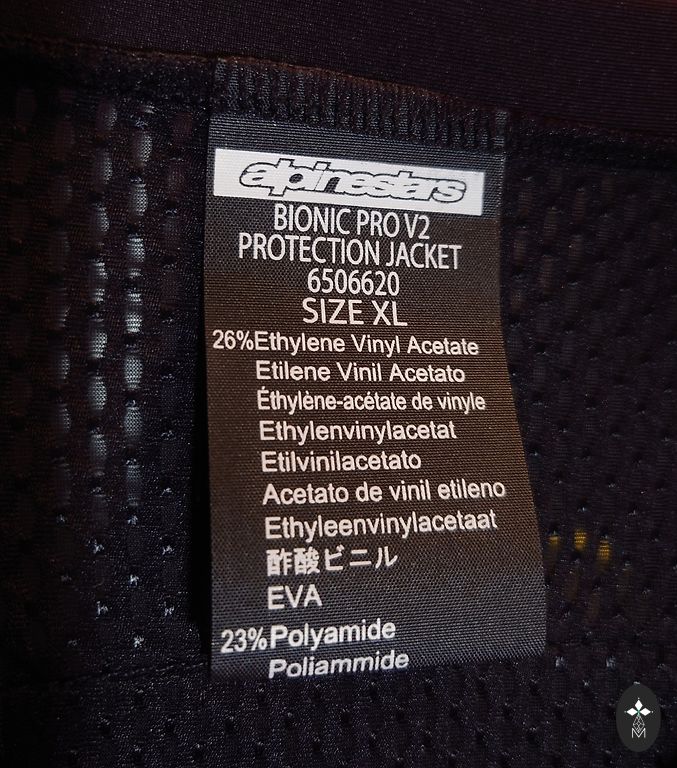 alpinestars
BIONIC PRO V2
PROTECTION JACKET
6506620
SIZE XL
26%Ethylene Vinyl Acetate
Etilene Vinil Acetato
Éthylène-acétate de vinyle
Ethylenvinylacetat
Etilvinilacetato
Acetato de vinil etileno
Ethyleenvinylacetaat
酢酸ビニル
EVA
23%Polyamide
Poliammide
M